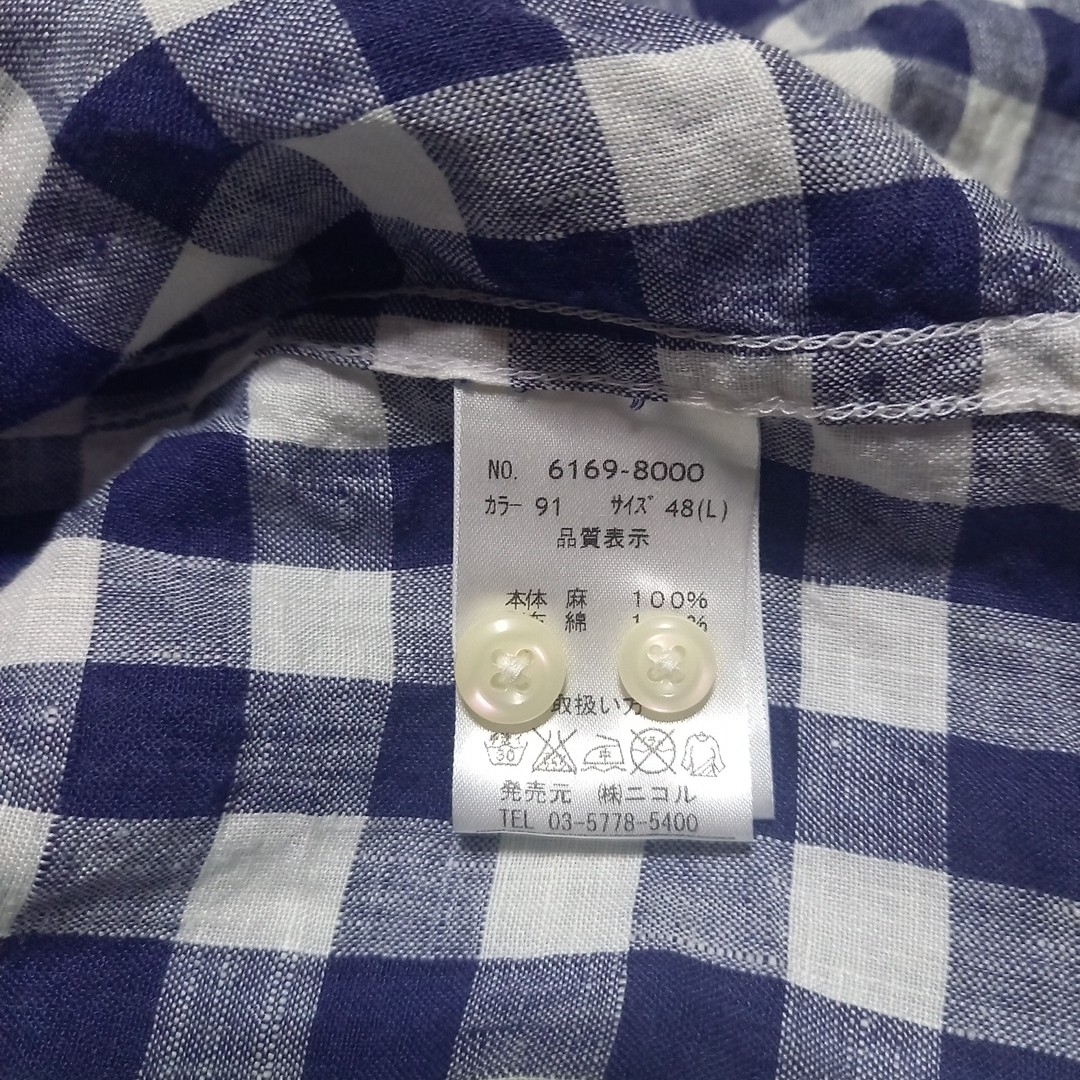 NO. 6169-8000
カラー 91 サイズ 48(L)
品質表示
本体 麻 100%
綿
取扱い方
30
発売元 ㈱ニコル
TEL 03-5778-5400